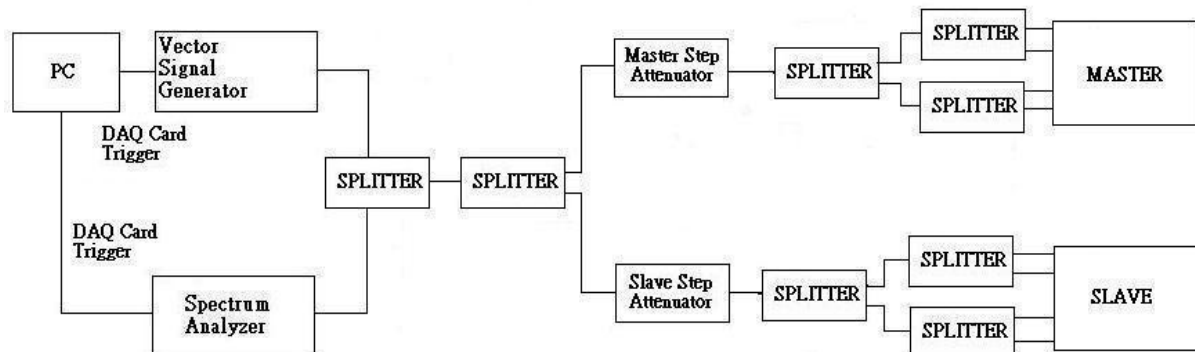 PC
Vector
Signal
Generator
DAQ Card
Trigger
DAQ Card
Trigger
Spectrum
Analyzer
SPLITTER
SPLITTER
Master Step
Attenuator
SPLITTER
SPLITTER
SPLITTER
MASTER
Slave Step
Attenuator
SPLITTER
SPLITTER
SPLITTER
SLAVE